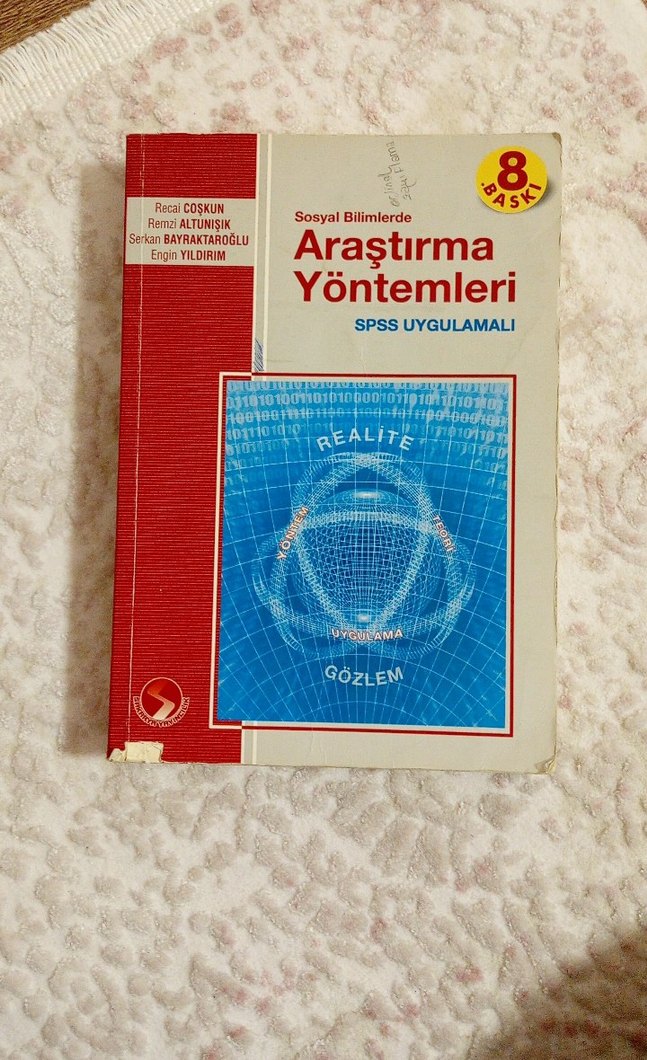 8
.BASKI
Recai COŞKUN
Remzi ALTUNIŞIK
Serkan BAYRAKTAROĞLU
Engin YILDIRIM
Sosyal Bilimlerde
Araştırma
Yöntemleri
SPSS UYGULAMALI
REALİTE
YÖNTEM
TEORİ
UYGULAMA
GÖZLEM